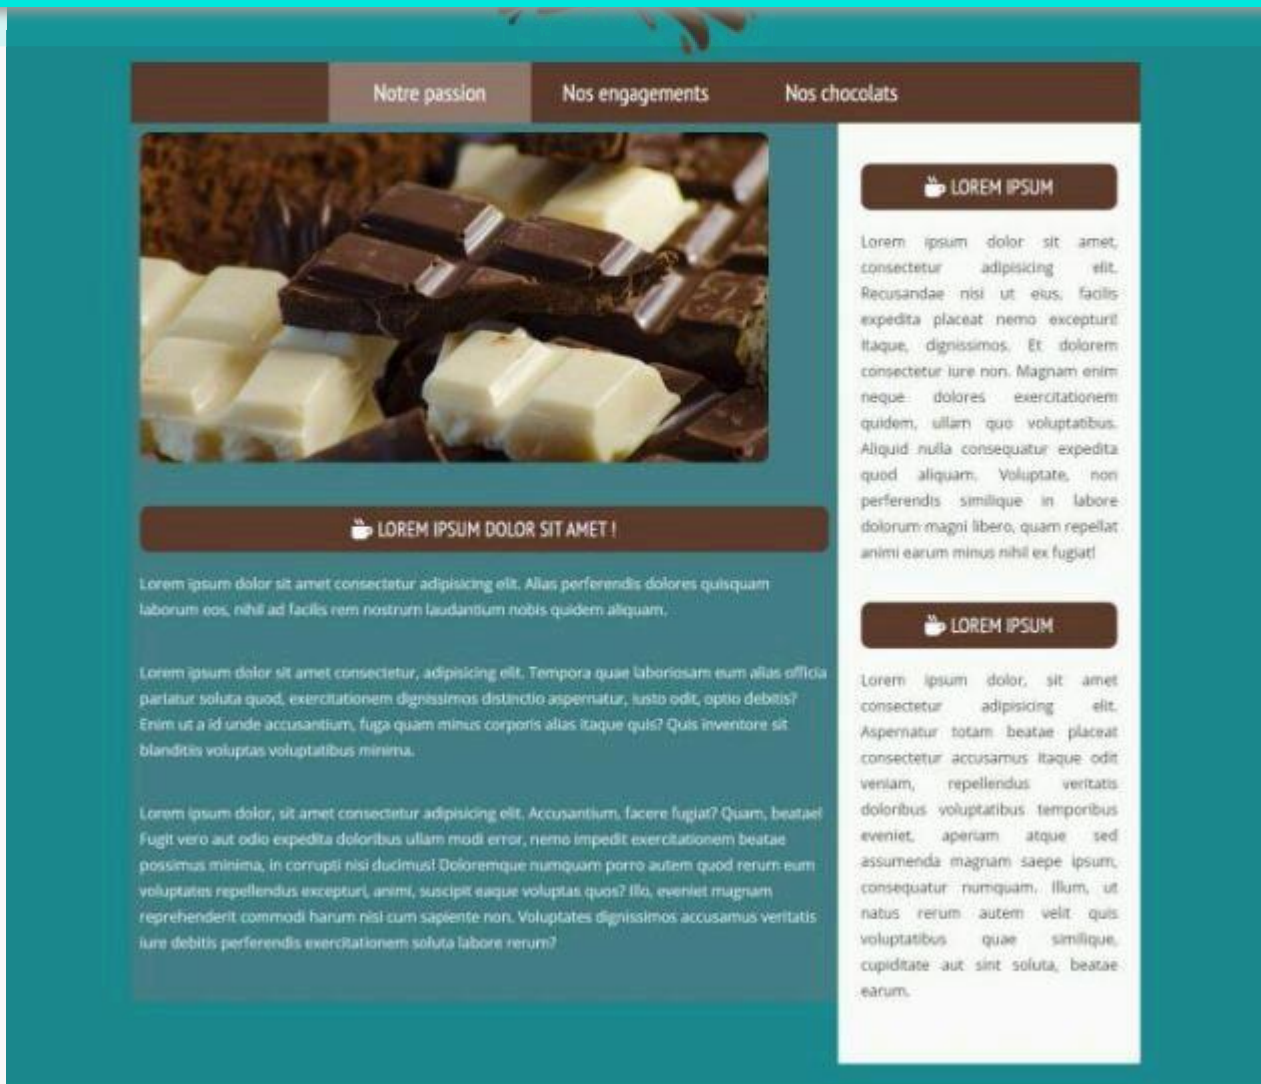 Notre passion
Nos engagements
Nos chocolats
LOREM IPSUM DOLOR SIT AMET !
Lorem ipsum dolor sit amet consectetur adipisicing elit. Alias perferendis dolores quisquam
laborum eos, nihil ad facilis rem nostrum laudantium nobis quidem aliquam.
Lorem ipsum dolor sit amet consectetur, adipisicing elit. Tempora quae laboriosam eum alias officia
pariatur soluta quod, exercitationem dignissimos distinctio aspernatur, iusto odit, optio debitis?
Enim ut a id unde accusantium, fuga quam minus corporis alias itaque quis? Quis inventore sit
blanditiis voluptas voluptatibus minima.
Lorem ipsum dolor, sit amet consectetur adipisicing elit. Accusantium, facere fugiat? Quam, beatae!
Fugit vero aut odio expedita doloribus ullam modi error, nemo impedit exercitationem beatae
possimus minima, in corrupti nisi ducimus! Doloremque numquam porro autem quod rerum eum
voluptates repellendus excepturi, animi, suscipit eaque voluptas quos? Illo, eveniet magnam
reprehenderit commodi harum nisi cum sapiente non. Voluptates dignissimos accusamus veritatis
iure debitis perferendis exercitationem soluta labore rerum?
LOREM IPSUM
Lorem ipsum dolor sit amet,
consectetur adipisicing elit.
Recusandae nisi ut eius, facilis
expedita placeat nemo excepturi!
Itaque, dignissimos. Et dolorem
consectetur iure non. Magnam enim
neque dolores exercitationem
quidem, ullam quo voluptatibus.
Aliquid nulla consequatur expedita
quod aliquam. Voluptate, non
perferendis similique in labore
dolorum magni libero, quam repellat
animi earum minus nihil ex fugiat!
LOREM IPSUM
Lorem ipsum dolor, sit amet
consectetur adipisicing elit.
Aspernatur totam beatae placeat
consectetur accusamus itaque odit
veniam, repellendus veritatis
doloribus voluptatibus temporibus
eveniet, aperiam atque sed
assumenda magnam saepe ipsum,
consequatur numquam. Illum, ut
natus rerum autem velit quis
voluptatibus quae similique,
cupiditate aut sint soluta, beatae
earum.